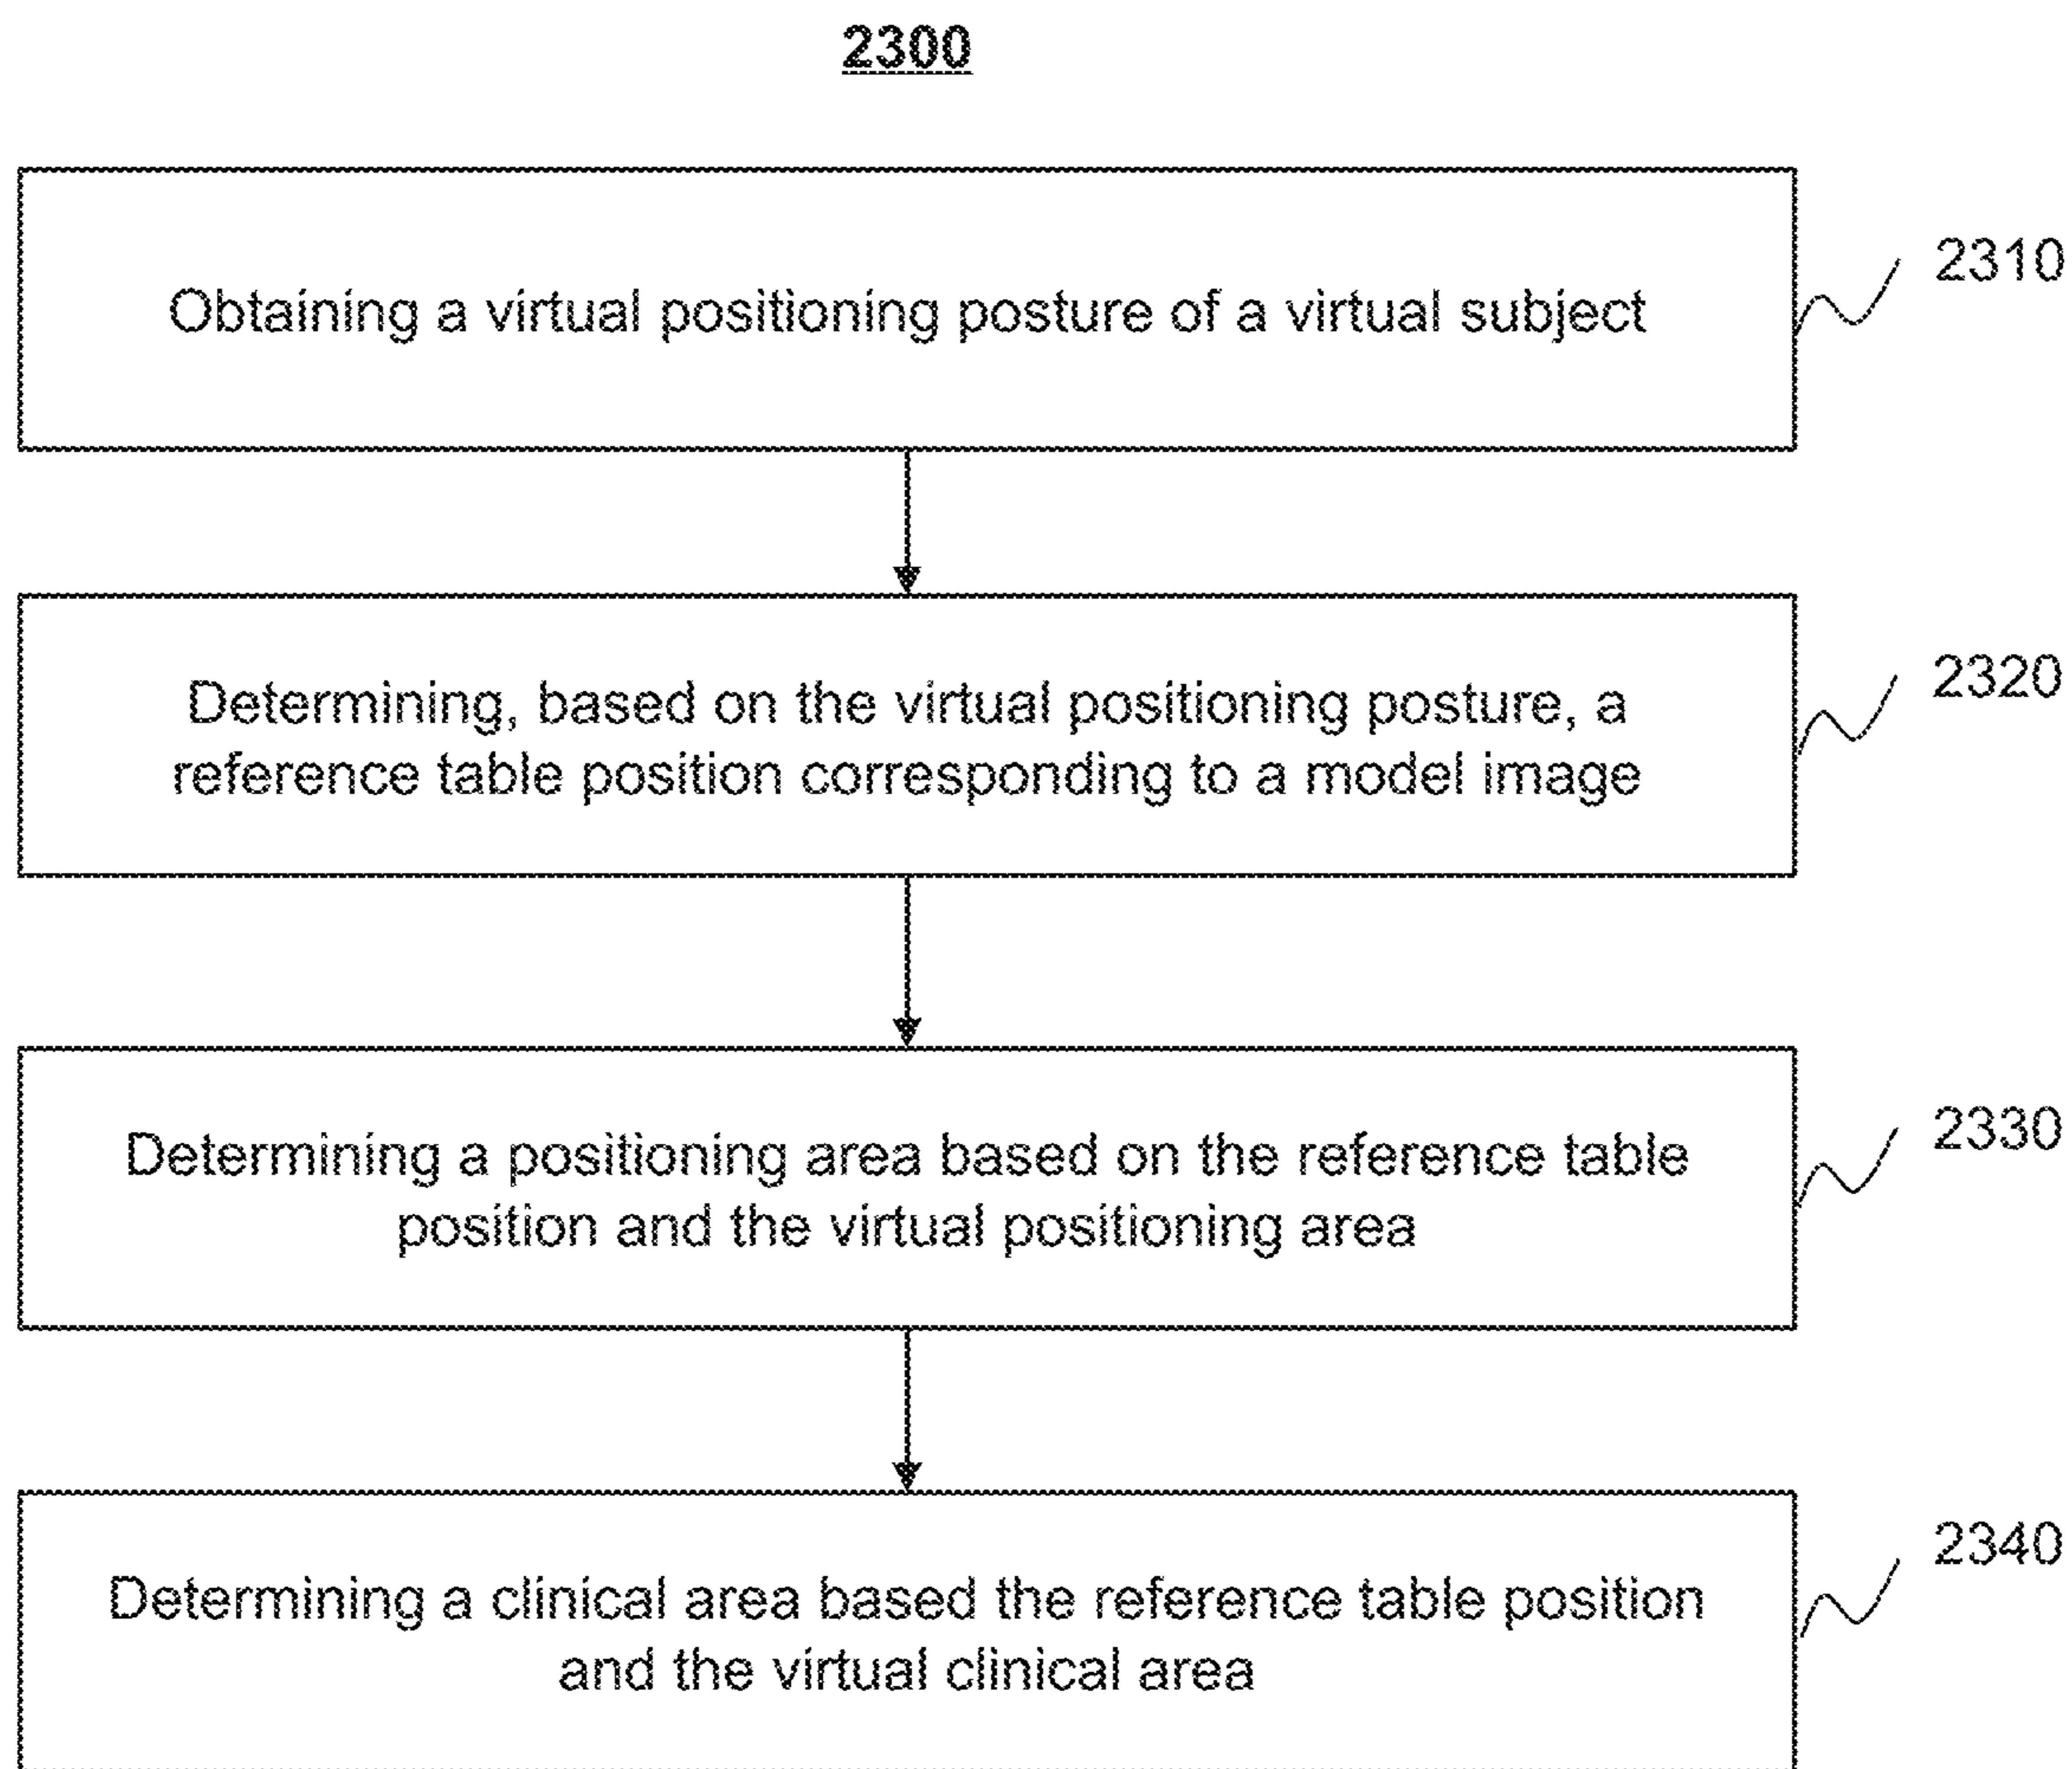 2300
Obtaining a virtual positioning posture of a virtual subject
2310
Determining, based on the virtual positioning posture, a
reference table position corresponding to a model image
2320
Determining a positioning area based on the reference table
position and the virtual positioning area
2330
Determining a clinical area based the reference table position
and the virtual clinical area
2340